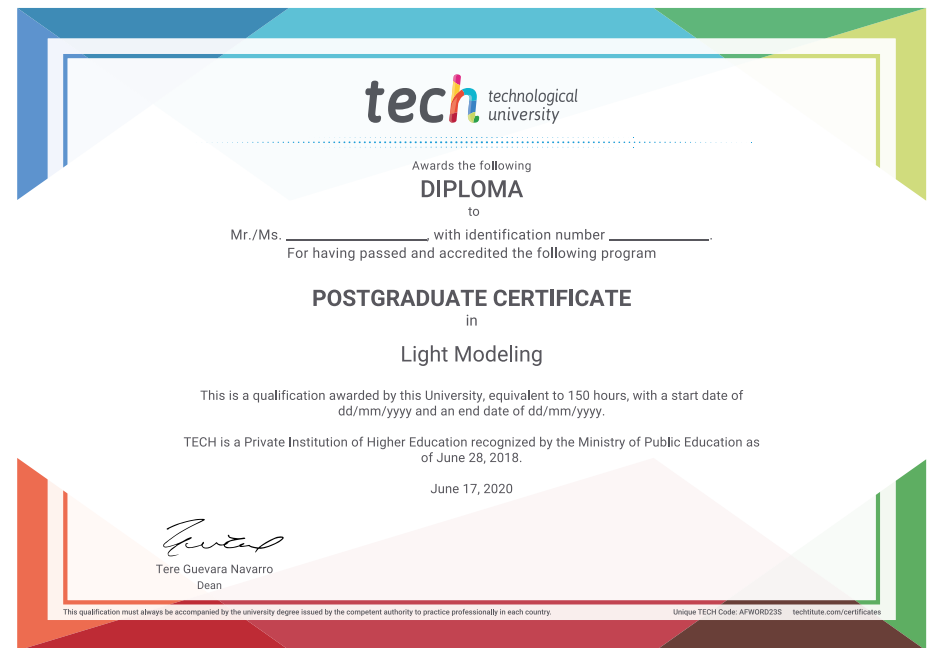 tech technological
university
Awards the following
DIPLOMA
to
Mr./Ms. ____________, with identification number ____________.
For having passed and accredited the following program
POSTGRADUATE CERTIFICATE
in
Light Modeling
This is a qualification awarded by this University, equivalent to 150 hours, with a start date of
dd/mm/yyyy and an end date of dd/mm/yyyy.
TECH is a Private Institution of Higher Education recognized by the Ministry of Public Education as
of June 28, 2018.
June 17, 2020
Tere Guevara Navarro
Dean
This qualification must always be accompanied by the university degree issued by the competent authority to practice professionally in each country.
Unique TECH Code: AFWORD23S techtitute.com/certificates